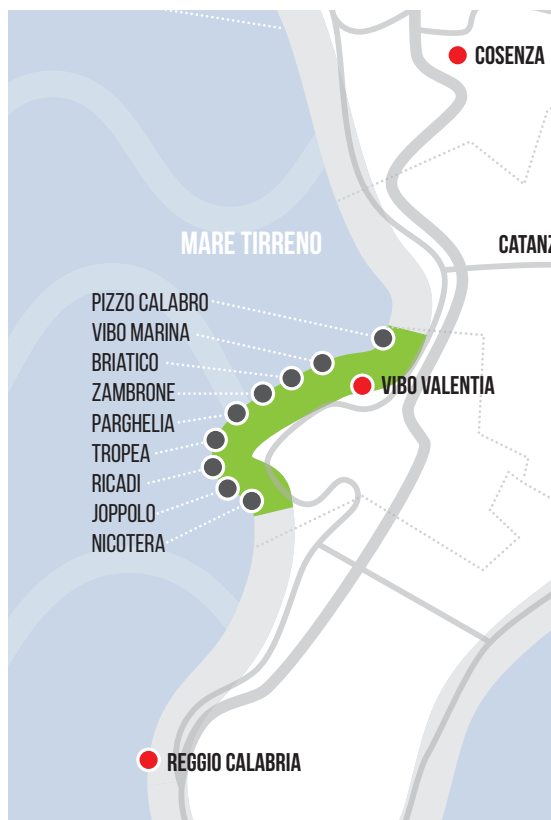 COSENZA
MARE TIRRENO
CATANZ
PIZZO CALABRO
VIBO MARINA
BRIATICO
ZAMBRONE
VIBO VALENTIA
PARGHELIA
TROPEA
RICADI
JOPPOLO
NICOTERA
REGGIO CALABRIA